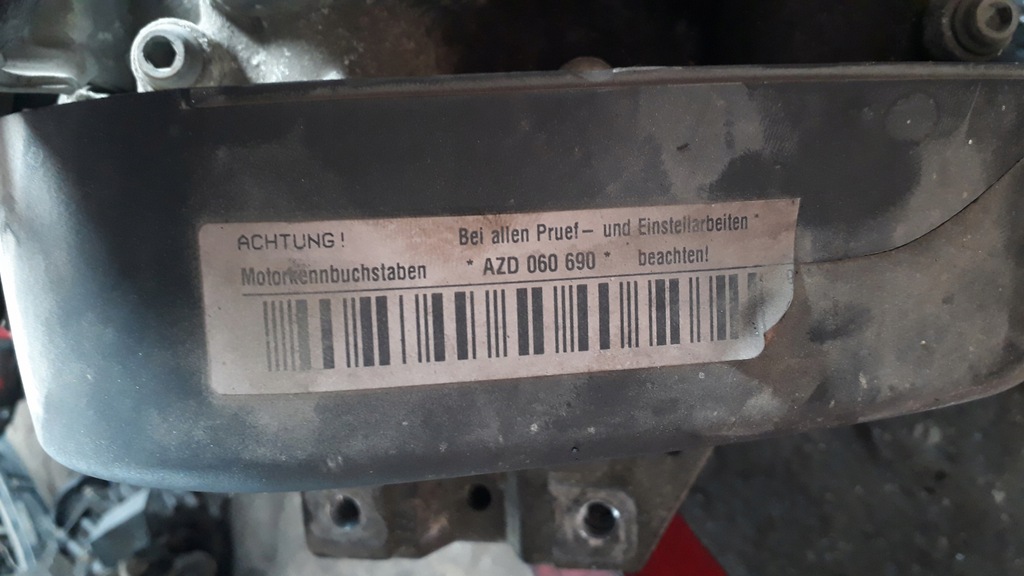 ACHTUNG! Bei allen Pruef- und Einstellarbeiten
Motorkennbuchstaben * AZD 060 690 * beachten!